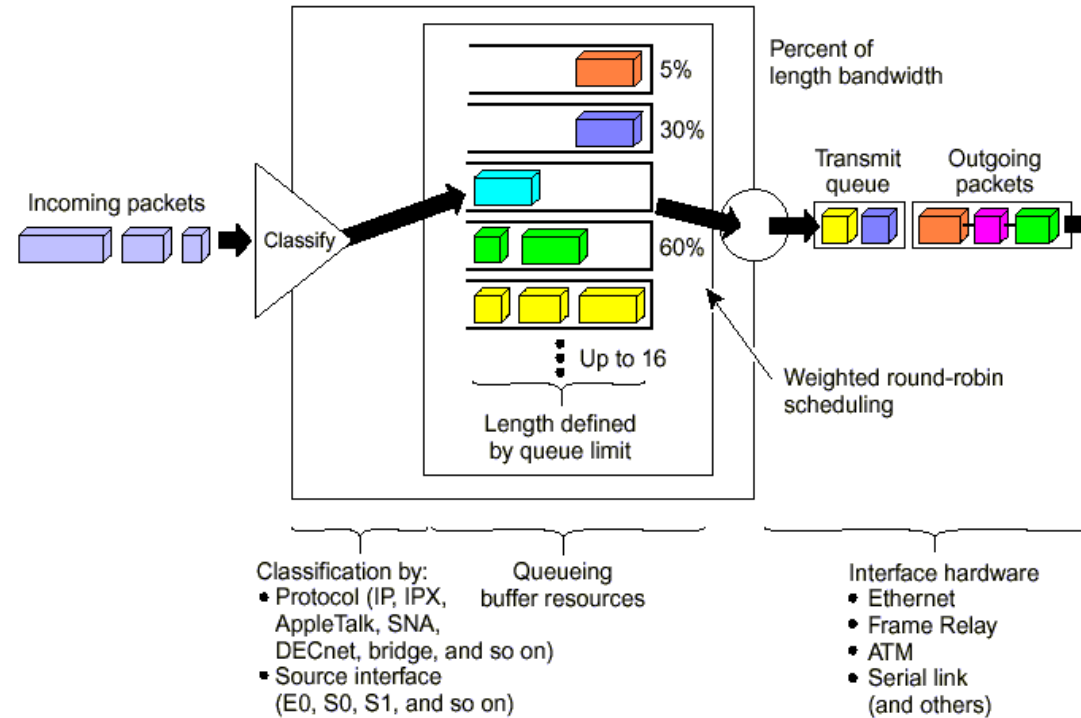 Percent of
length bandwidth
5%
30%
60%
Transmit
queue
Outgoing
packets
Incoming packets
Classify
Up to 16
Length defined
by queue limit
Weighted round-robin
scheduling
Classification by:
• Protocol (IP, IPX,
AppleTalk, SNA,
DECnet, bridge, and so on)
• Source interface
(E0, S0, S1, and so on)
Queueing
buffer resources
Interface hardware
• Ethernet
• Frame Relay
• ATM
• Serial link
(and others)